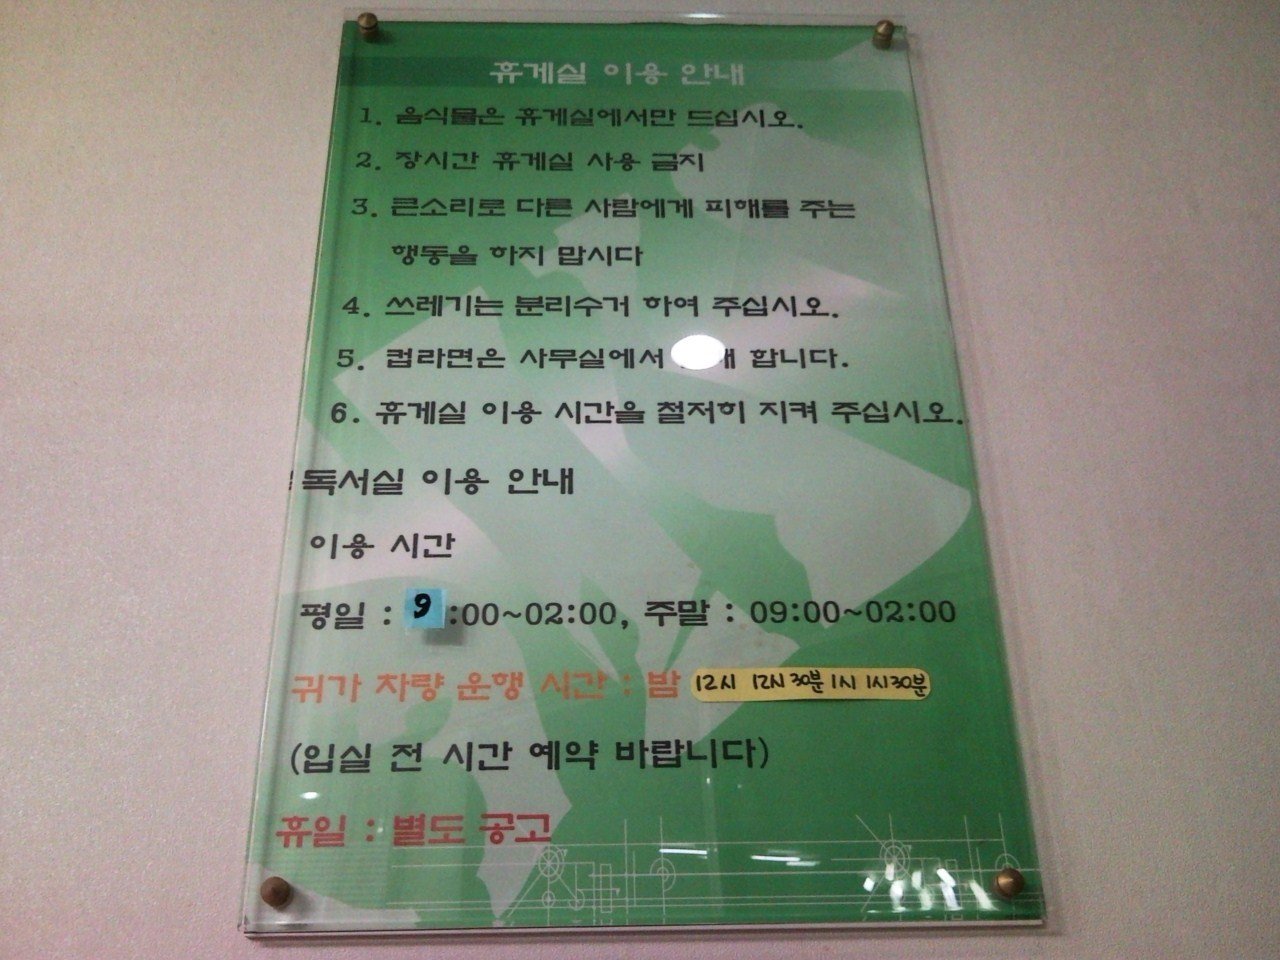 휴게실 이용 안내
1. 음식물은 휴게실에서만 드십시오.
2. 장시간 휴게실 사용 금지
3. 큰소리로 다른 사람에게 피해를 주는
행동을 하지 맙시다
4. 쓰레기는 분리수거 하여 주십시오.
5. 컵라면은 사무실에서 합니다.
6. 휴게실 이용 시간을 철저히 지켜 주십시오.
독서실 이용 안내
이용 시간
평일 : 9:00~02:00, 주말 : 09:00~02:00
귀가 차량 운행 시간 : 밤 12시 12시30분 1시 1시30분
(입실 전 시간 예약 바랍니다)
휴일 : 별도 공고